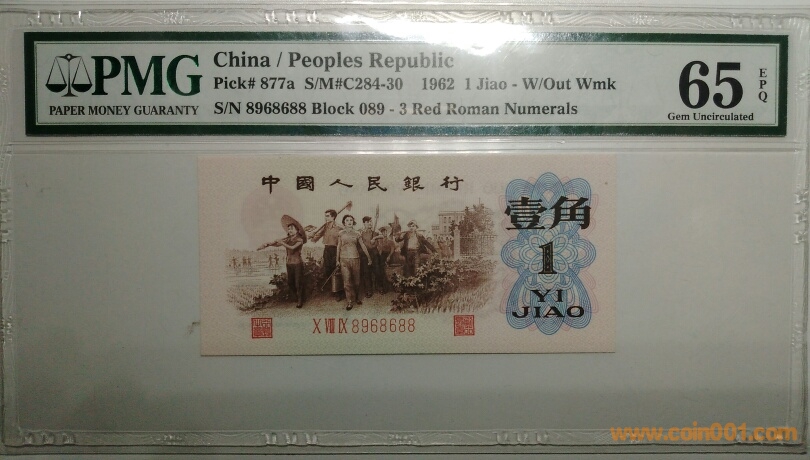 PMG
PAPER MONEY GUARANTY
China / Peoples Republic
Pick# 877a S/M#C284-30 1962 1 Jiao - W/Out Wmk
S/N 8968688 Block 089 - 3 Red Roman Numerals
65
EPQ
Gem Uncirculated
中國人民銀行
壹角
1
YI
JIAO
X VIII IX 8968688
www.coin001.com